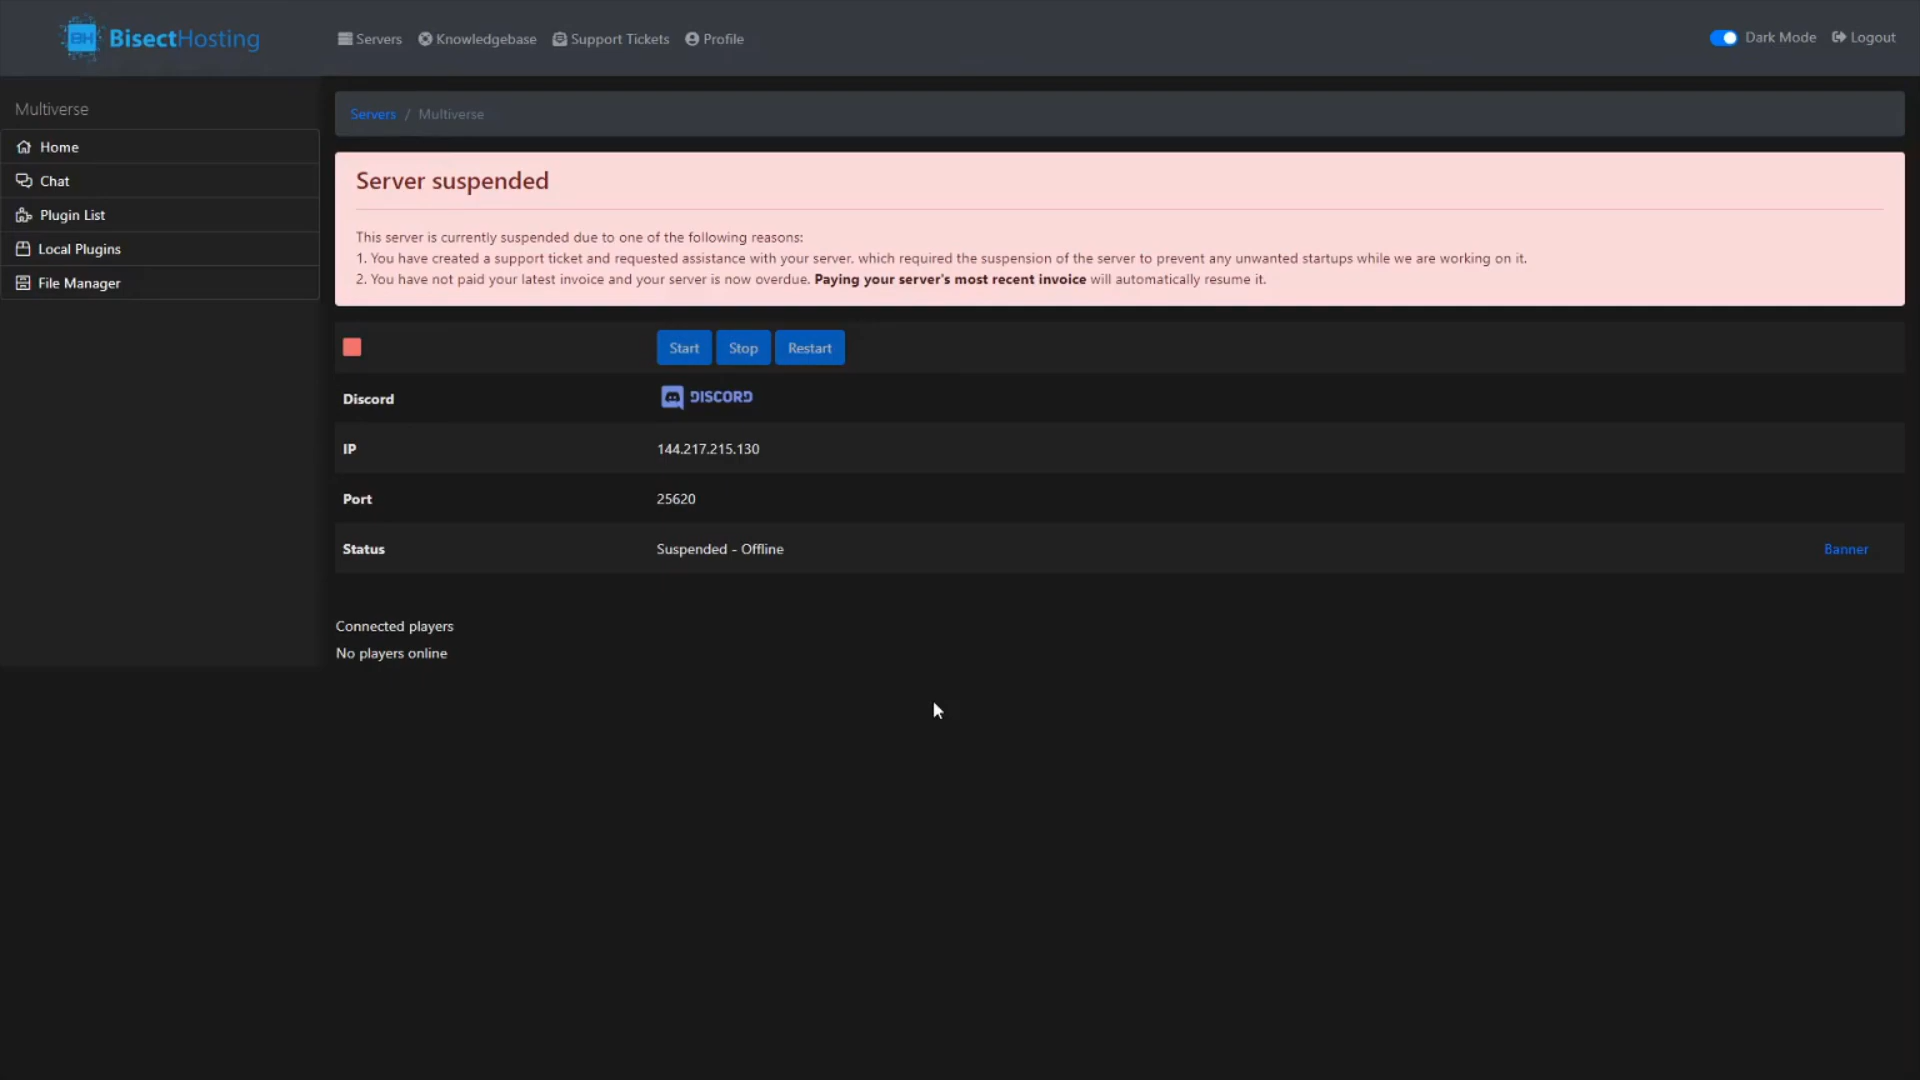 BH BisectHosting
Servers Knowledgebase Support Tickets Profile
Dark Mode Logout
Multiverse
Home
Chat
Plugin List
Local Plugins
File Manager
Servers / Multiverse
Server suspended
This server is currently suspended due to one of the following reasons:
1. You have created a support ticket and requested assistance with your server, which required the suspension of the server to prevent any unwanted startups while we are working on it.
2. You have not paid your latest invoice and your server is now overdue. Paying your server's most recent invoice will automatically resume it.
Start Stop Restart
Discord DISCORD
IP 144.217.215.130
Port 25620
Status Suspended - Offline Banner
Connected players
No players online